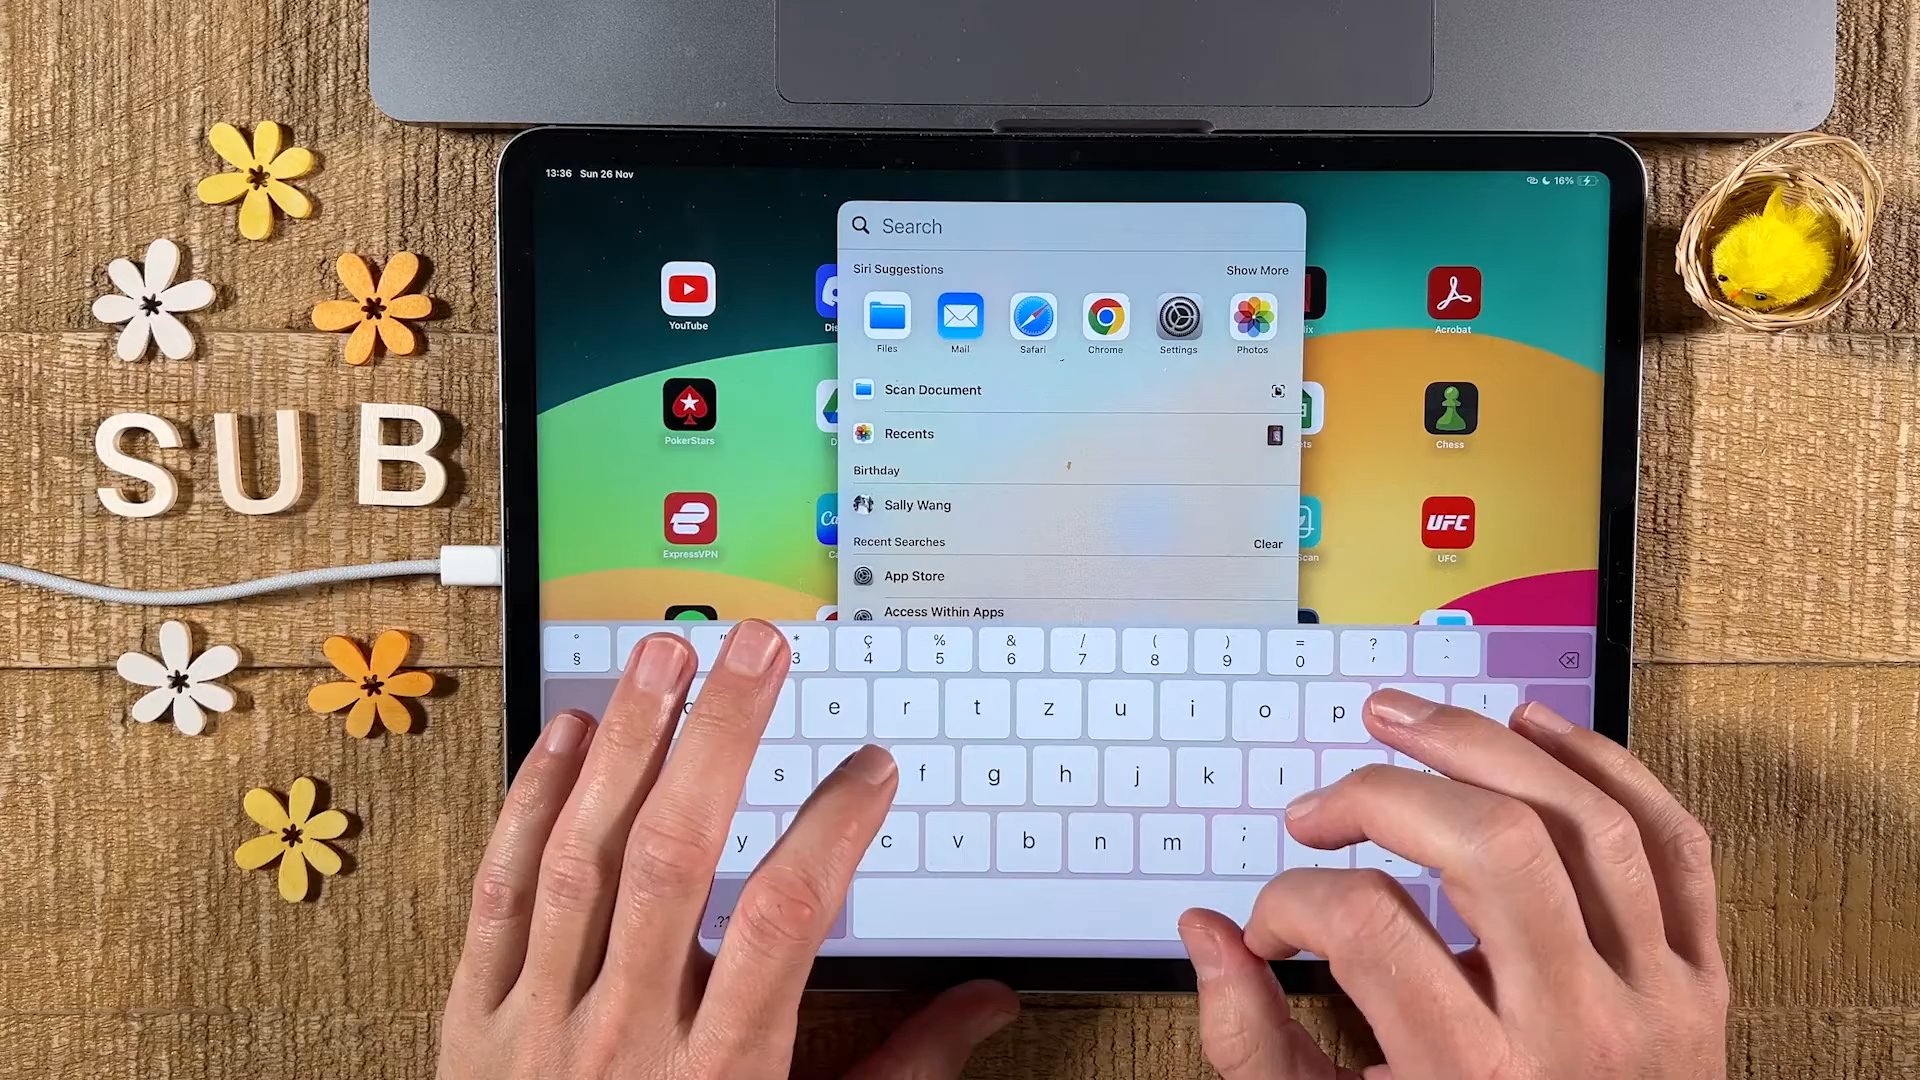 13:36 Sun 26 Nov
16%
Search
Siri Suggestions Show More
Files Mail Safari Chrome Settings Photos
Scan Document
Recents
Birthday
Sally Wang
Recent Searches Clear
App Store
Access Within Apps
YouTube
Acrobat
PokerStars
Chess
ExpressVPN
UFC
UFC
SUB
° " * Ç % & / ( ) = ? `
§ 3 4 5 6 7 8 9 0 ' ^
e r t z u i o p !
s f g h j k l
y c v b n m ; ,
. -
.?1